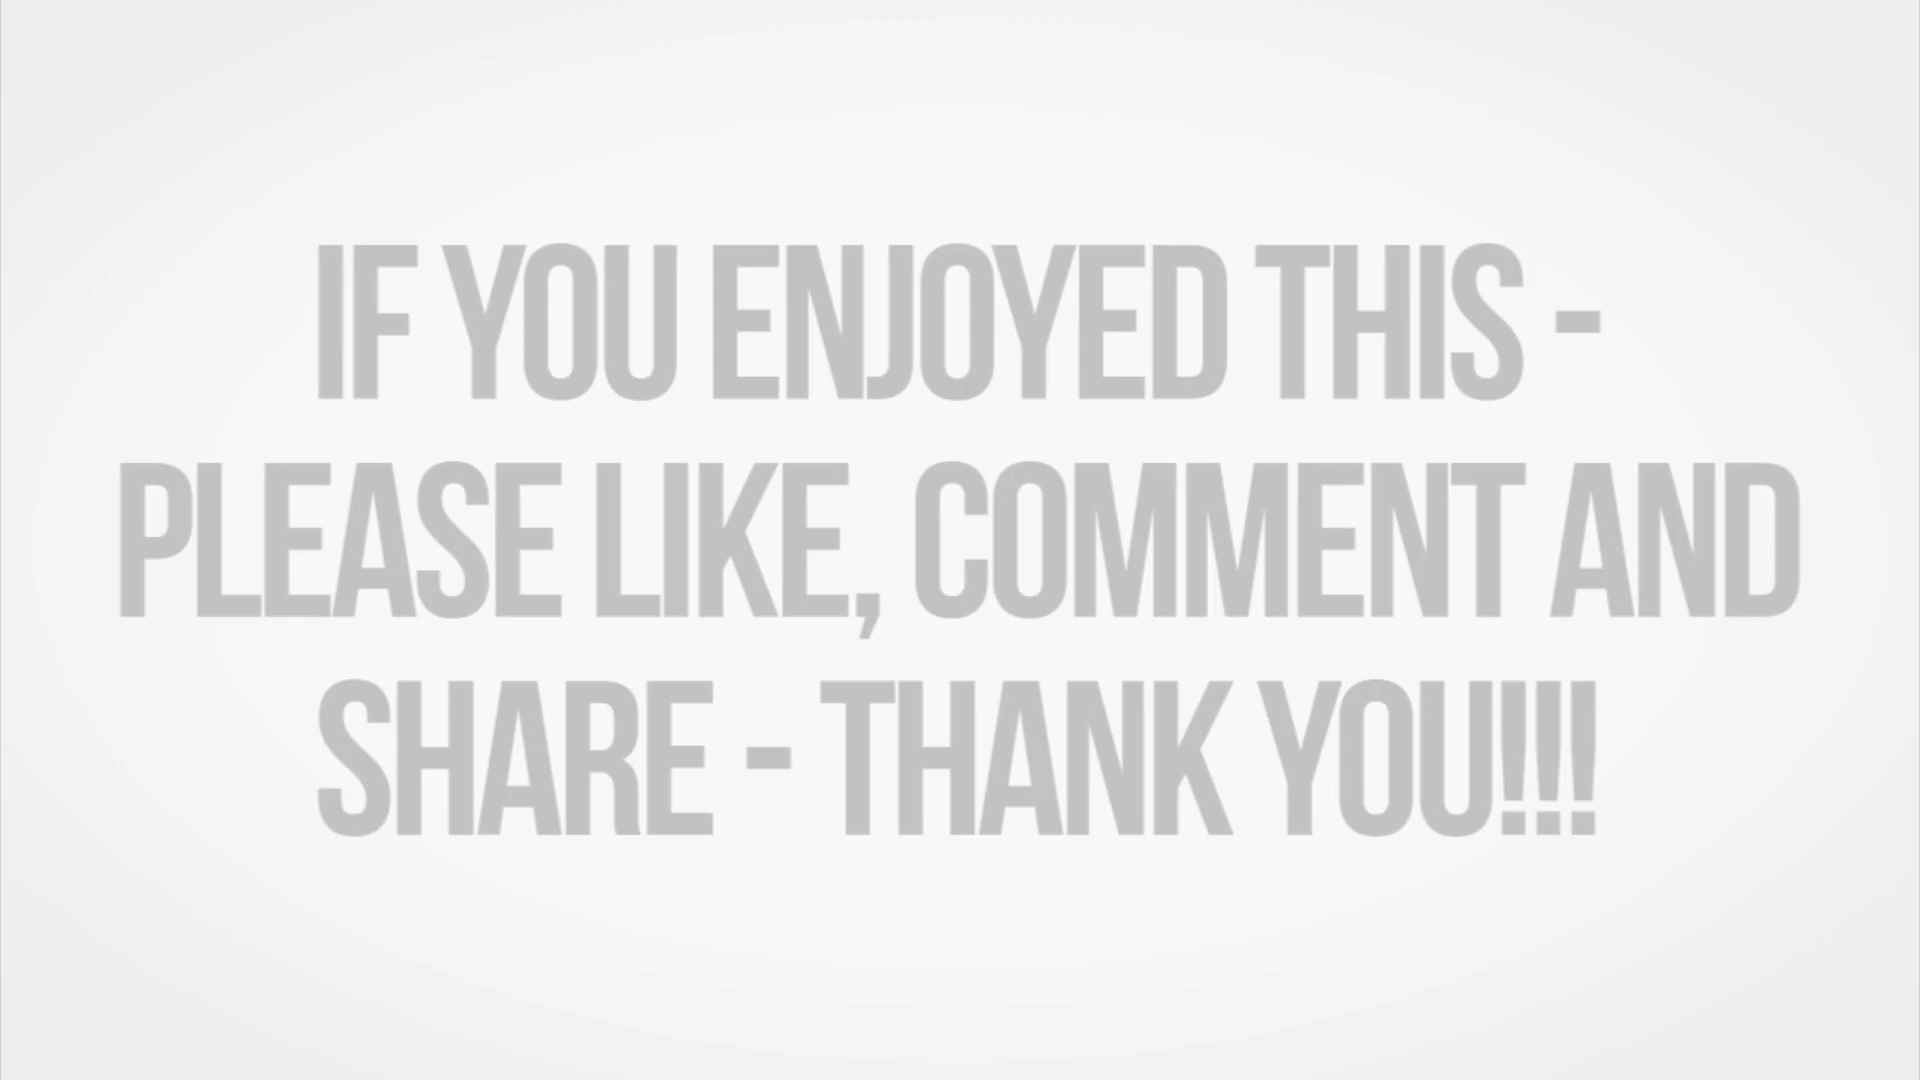 IF YOU ENJOYED THIS -
PLEASE LIKE, COMMENT AND
SHARE - THANK YOU!!!